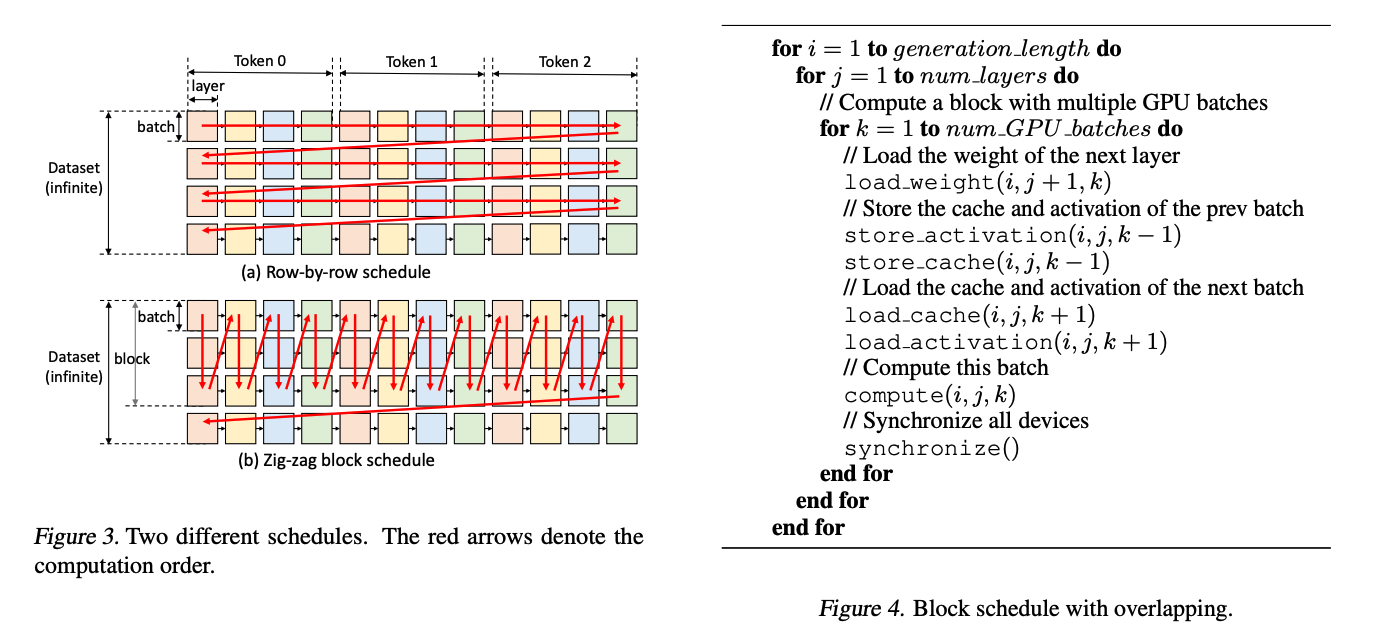 Token 0 Token 1 Token 2
layer
batch
Dataset
(infinite)
(a) Row-by-row schedule
batch
Dataset
(infinite)
block
(b) Zig-zag block schedule
Figure 3. Two different schedules. The red arrows denote the
computation order.
for i = 1 to generation_length do
for j = 1 to num_layers do
// Compute a block with multiple GPU batches
for k = 1 to num_GPU_batches do
// Load the weight of the next layer
load_weight(i, j + 1, k)
// Store the cache and activation of the prev batch
store_activation(i, j, k − 1)
store_cache(i, j, k − 1)
// Load the cache and activation of the next batch
load_cache(i, j, k + 1)
load_activation(i, j, k + 1)
// Compute this batch
compute(i, j, k)
// Synchronize all devices
synchronize()
end for
end for
end for
Figure 4. Block schedule with overlapping.